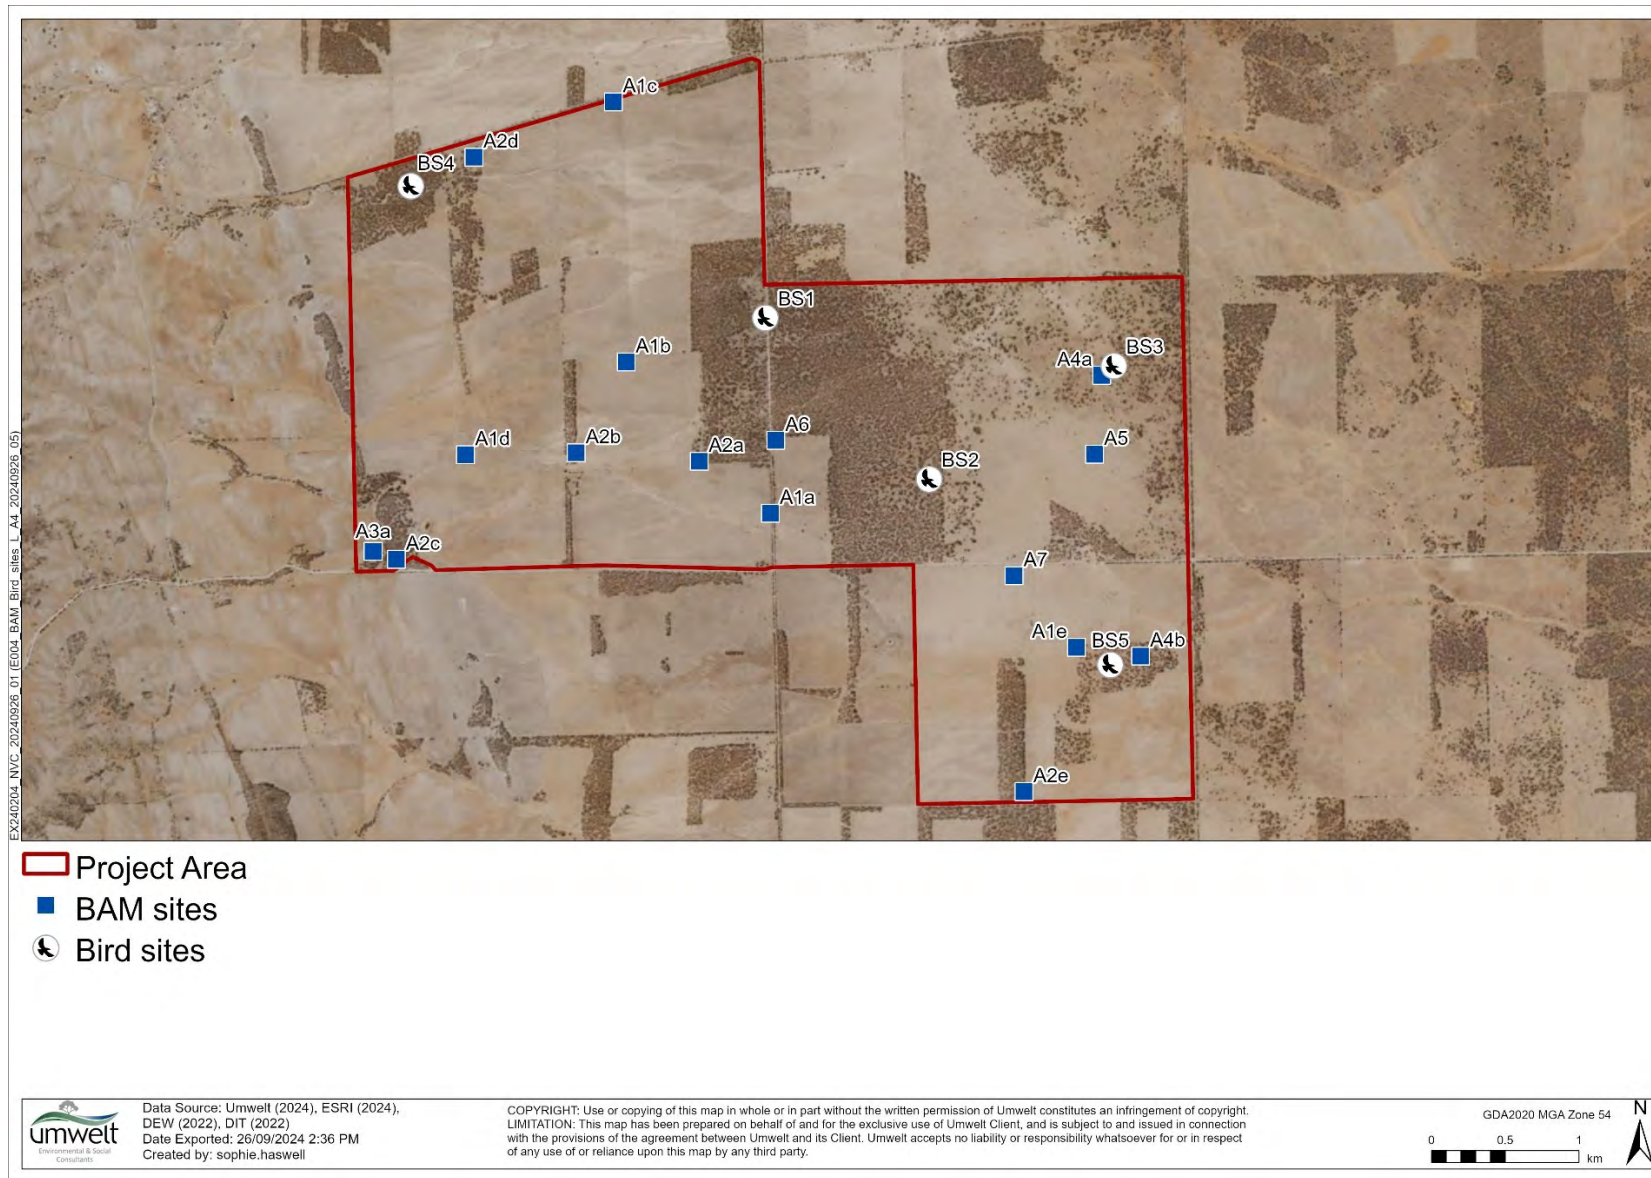 A1c
A2d
BS4
BS1
A1b
BS3
A4a
A1d
A2b
A2a
A6
A5
BS2
A1a
A3a
A2c
A7
A1e
BS5
A4b
A2e
EX240204_NVC_20240926_01 (E004_BAM_Bird_sites_L_A4_20240926_05)
Project Area
BAM sites
Bird sites
umwelt
Environmental & Social
Consultants
Data Source: Umwelt (2024), ESRI (2024),
DEW (2022), DIT (2022)
Date Exported: 26/09/2024 2:36 PM
Created by: sophie.haswell
COPYRIGHT: Use or copying of this map in whole or in part without the written permission of Umwelt constitutes an infringement of copyright.
LIMITATION: This map has been prepared on behalf of and for the exclusive use of Umwelt Client, and is subject to and issued in connection
with the provisions of the agreement between Umwelt and its Client. Umwelt accepts no liability or responsibility whatsoever for or in respect
of any use of or reliance upon this map by any third party.
GDA2020 MGA Zone 54
N
0 0.5 1
km